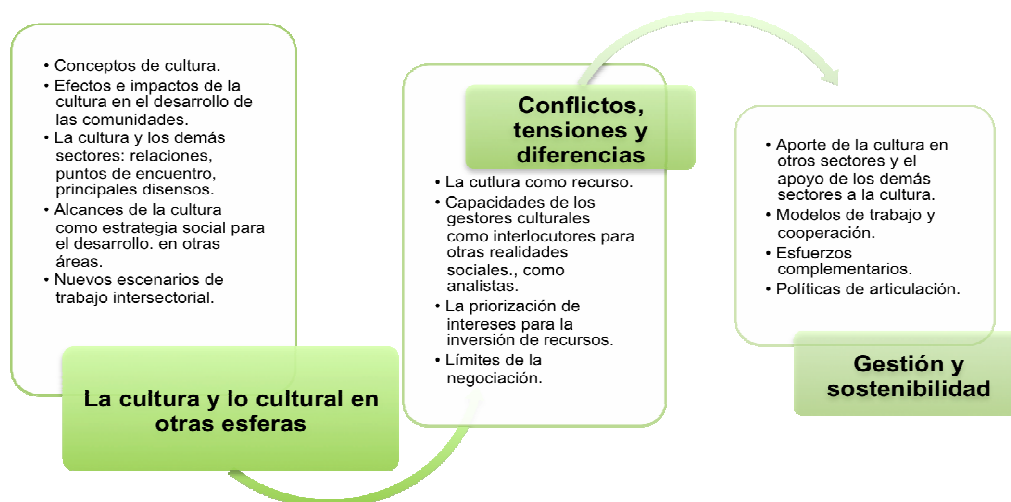 • Conceptos de cultura.
• Efectos e impactos de la
cultura en el desarrollo de
las comunidades.
• La cultura y los demás
sectores: relaciones,
puntos de encuentro,
principales disensos.
• Alcances de la cultura
como estrategia social para
el desarrollo. en otras
áreas.
• Nuevos escenarios de
trabajo intersectorial.
La cultura y lo cultural en
otras esferas
Conflictos,
tensiones y
diferencias
• La cutlura como recurso.
• Capacidades de los
gestores culturales
como interlocutores para
otras realidades
sociales., como
analistas.
• La priorización de
intereses para la
inversión de recursos.
• Límites de la
negociación.
• Aporte de la cultura en
otros sectores y el
apoyo de los demás
sectores a la cultura.
• Modelos de trabajo y
cooperación.
• Esfuerzos
complementarios.
• Políticas de articulación.
Gestión y
sostenibilidad